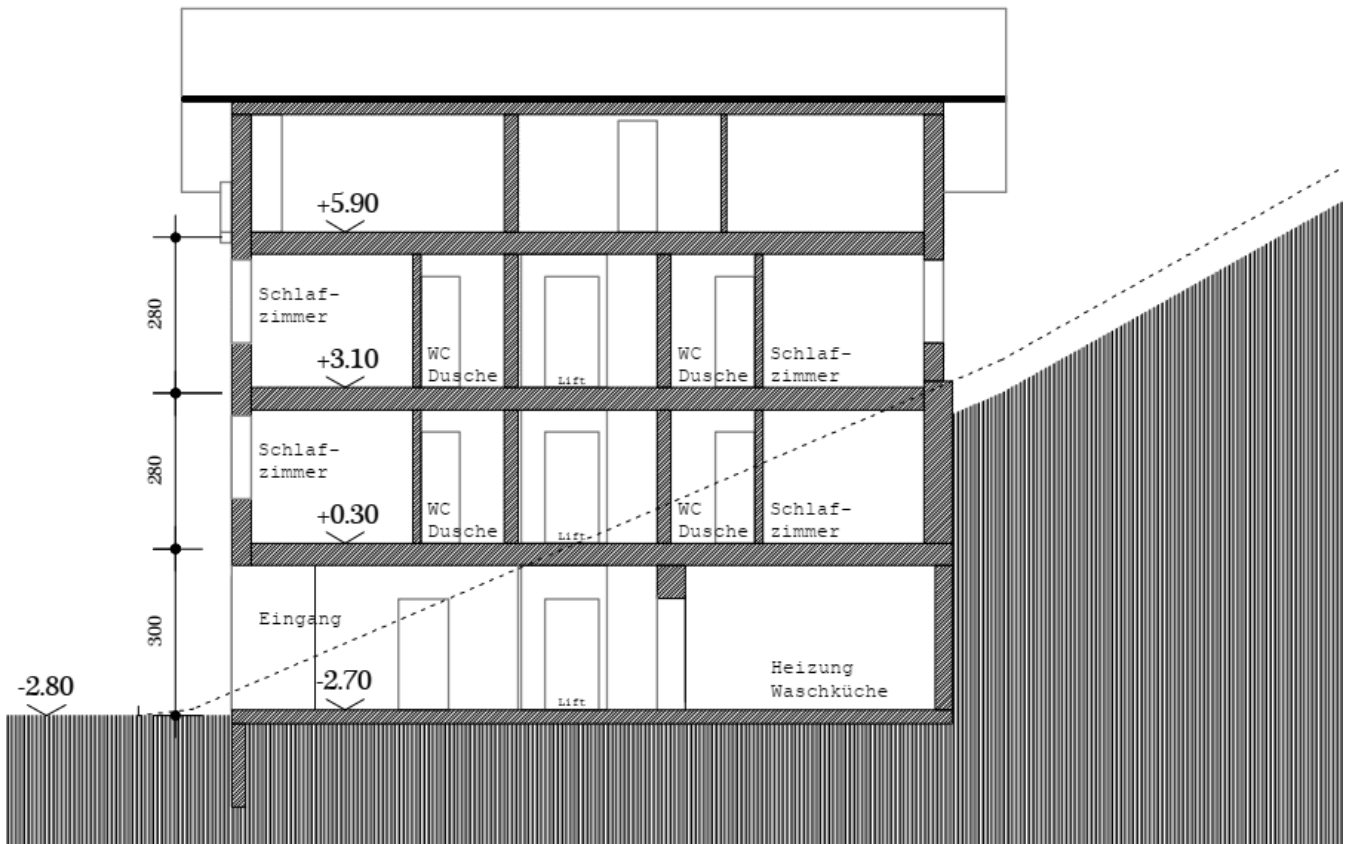 +5.90
280
Schlaf-
zimmer
+3.10
WC
Dusche
Lift
WC
Dusche
Schlaf-
zimmer
280
Schlaf-
zimmer
+0.30
WC
Dusche
Lift
WC
Dusche
Schlaf-
zimmer
300
Eingang
-2.80
-2.70
Lift
Heizung
Waschküche